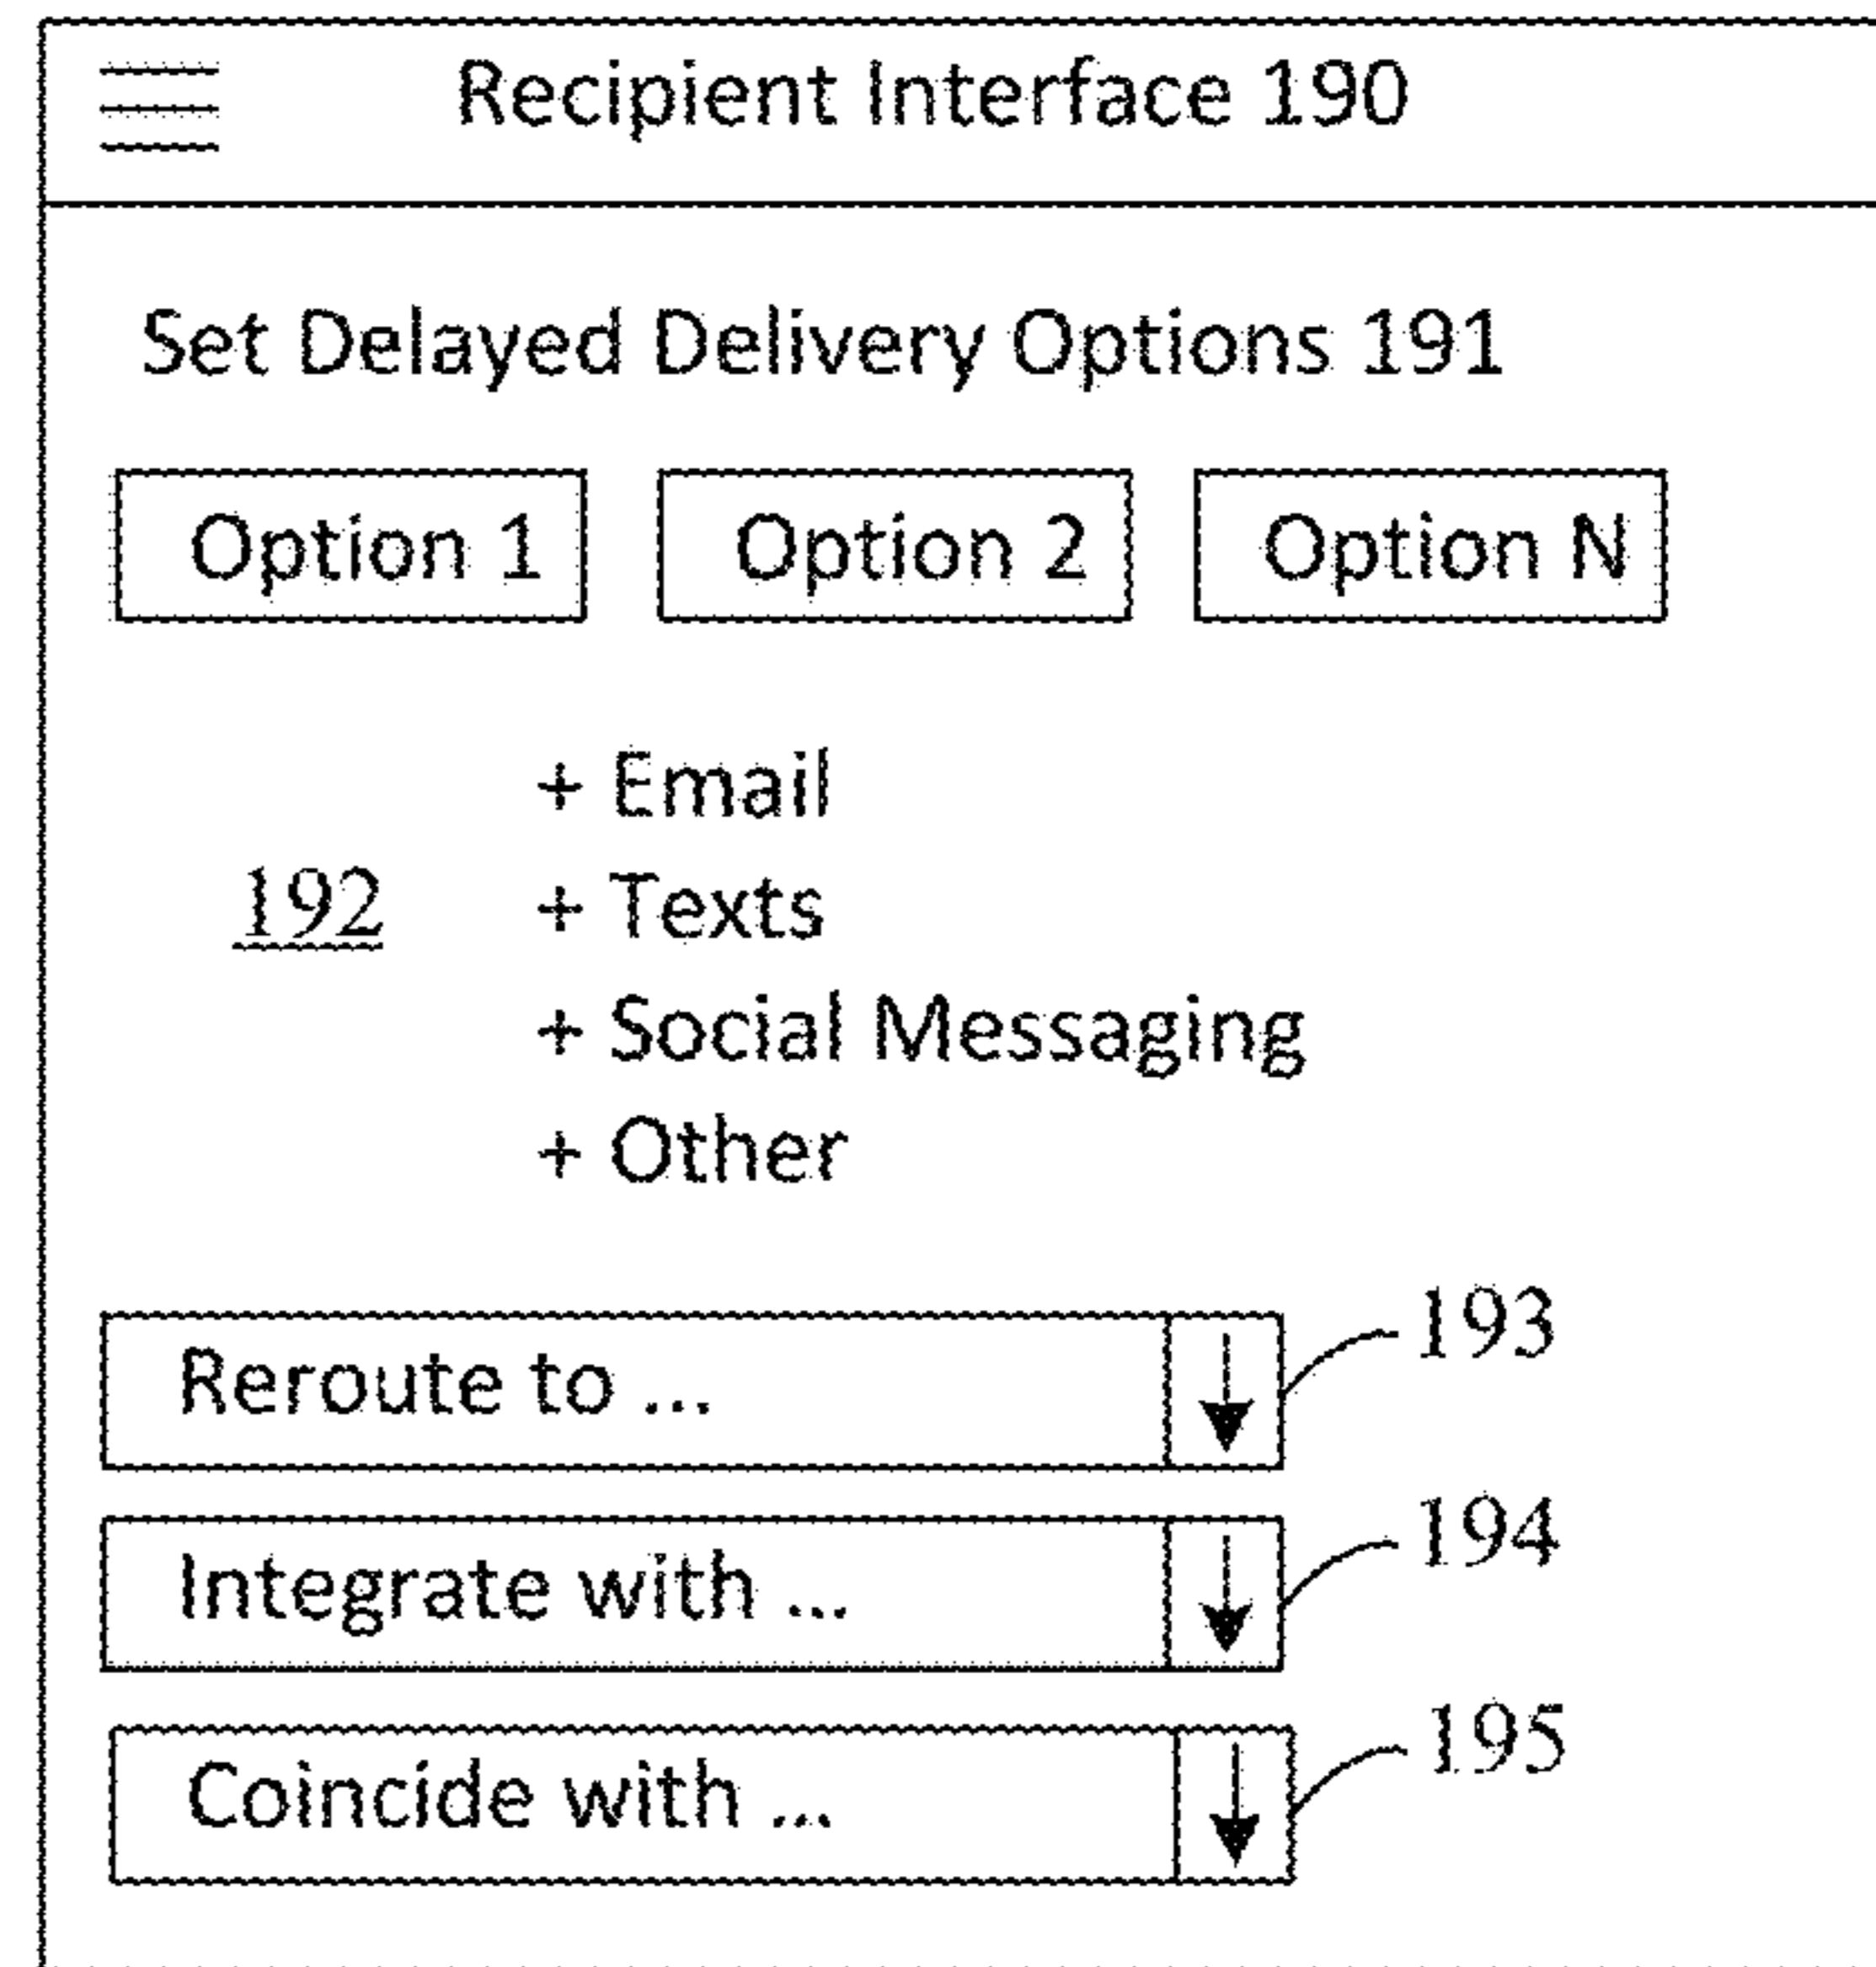 Recipient Interface 190
Set Delayed Delivery Options 191
Option 1 Option 2 Option N
+ Email
192 + Texts
+ Social Messaging
+ Other
Reroute to ... 193
Integrate with ... 194
Coincide with ... 195